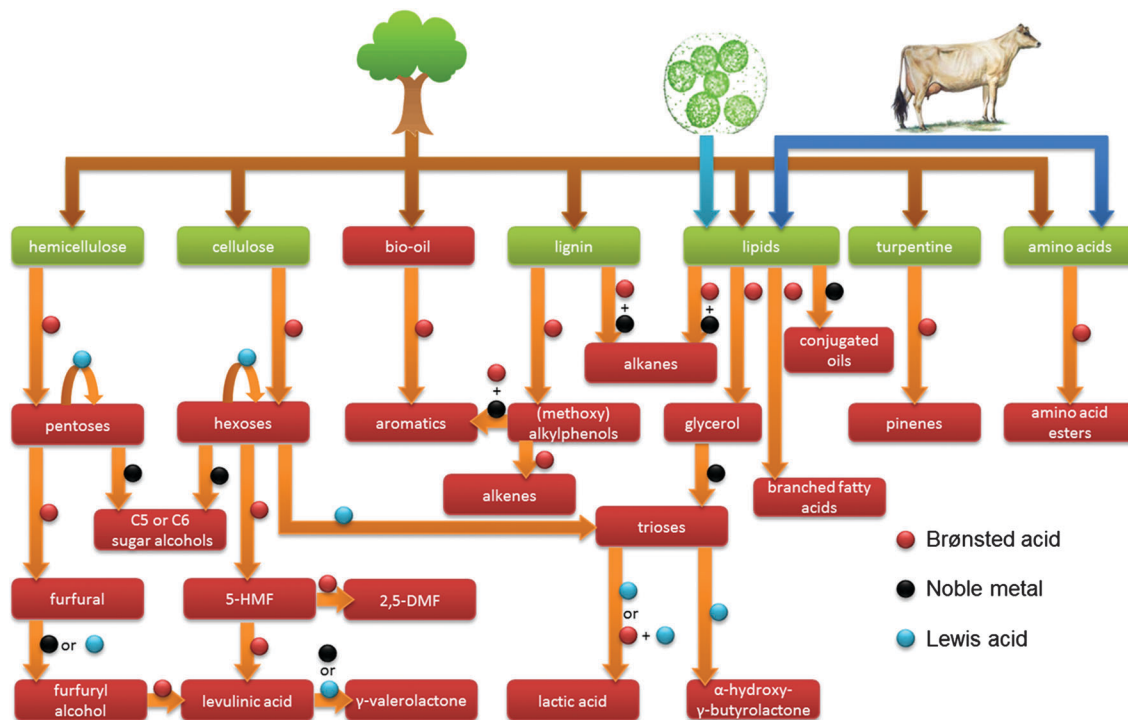 hemicellulose
cellulose
bio-oil
lignin
lipids
turpentine
amino acids
+
+
conjugated
oils
alkanes
+
pentoses
hexoses
aromatics
(methoxy)
alkylphenols
glycerol
pinenes
amino acid
esters
alkenes
branched fatty
acids
C5 or C6
sugar alcohols
trioses
Brønsted acid
furfural
5-HMF
2,5-DMF
Noble metal
or
+
or
or
Lewis acid
furfuryl
alcohol
levulinic acid
γ-valerolactone
lactic acid
α-hydroxy-
γ-butyrolactone